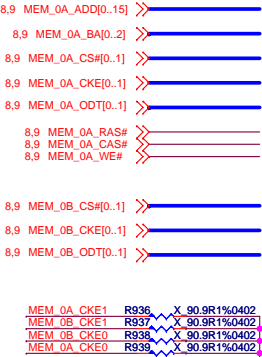 8,9 MEM_0A_ADD[0..15]
8,9 MEM_0A_BA[0..2]
8,9 MEM_0A_CS#[0..1]
8,9 MEM_0A_CKE[0..1]
8,9 MEM_0A_ODT[0..1]
8,9 MEM_0A_RAS#
8,9 MEM_0A_CAS#
8,9 MEM_0A_WE#
8,9 MEM_0B_CS#[0..1]
8,9 MEM_0B_CKE[0..1]
8,9 MEM_0B_ODT[0..1]
MEM_0A_CKE1 R936 X_90.9R1%0402
MEM_0B_CKE1 R937 X_90.9R1%0402
MEM_0B_CKE0 R938 X_90.9R1%0402
MEM_0A_CKE0 R939 X_90.9R1%0402